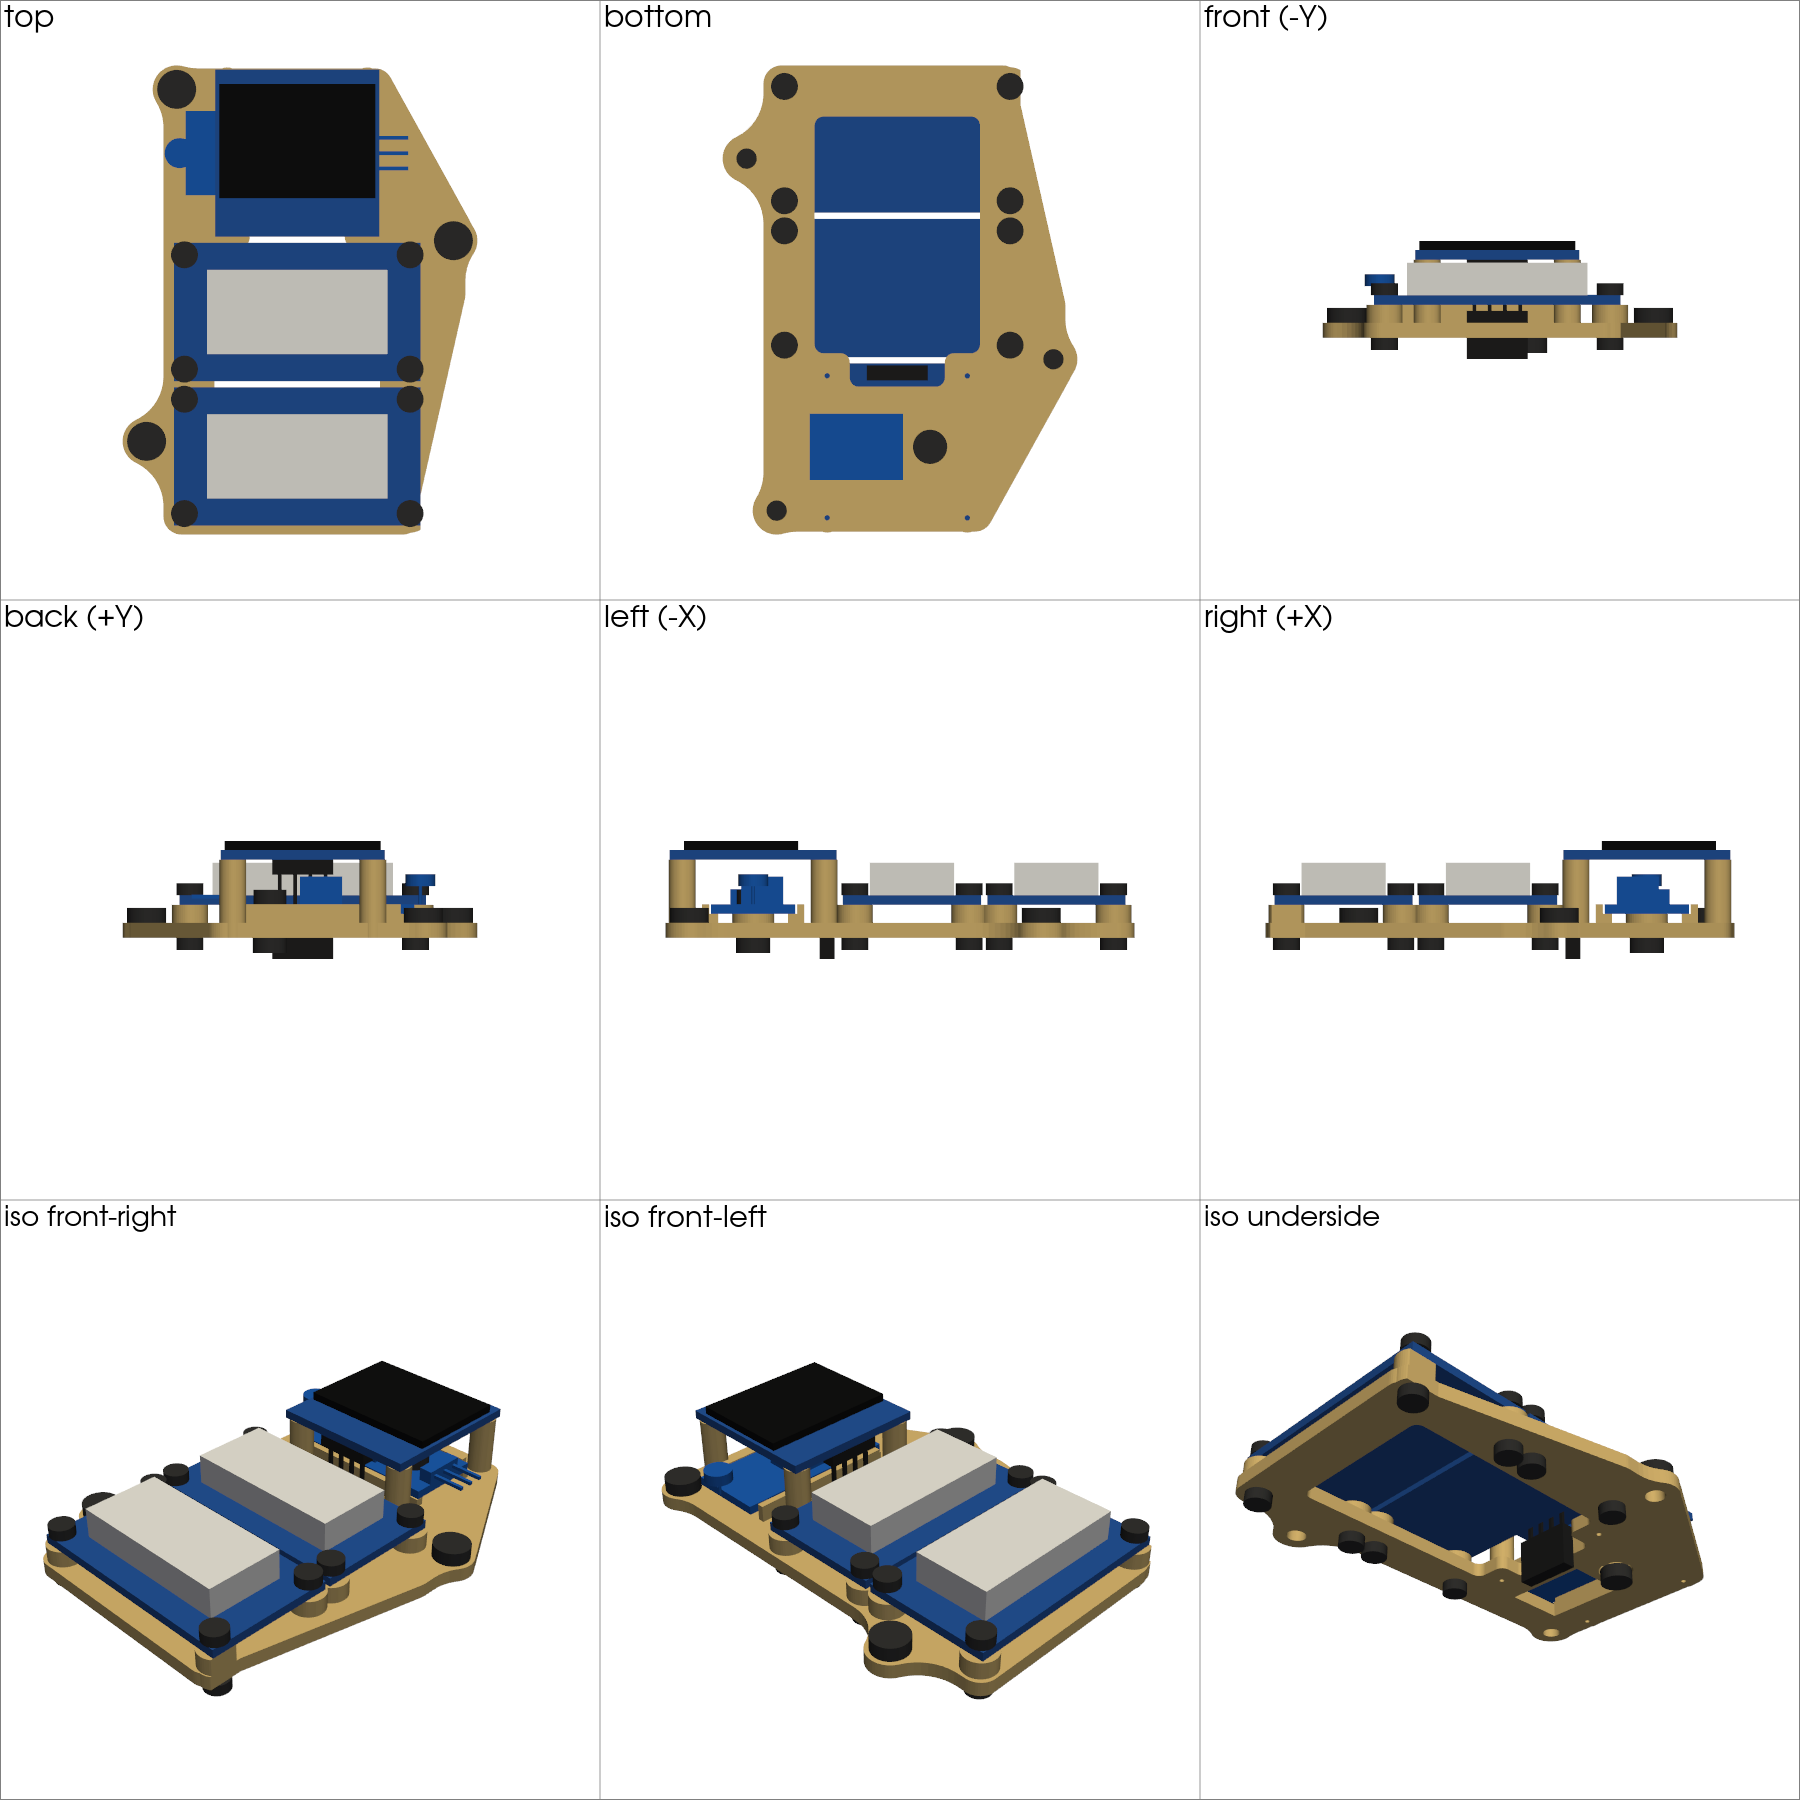 top
bottom
front (-Y)
back (+Y)
left (-X)
right (+X)
iso front-right
iso front-left
iso underside